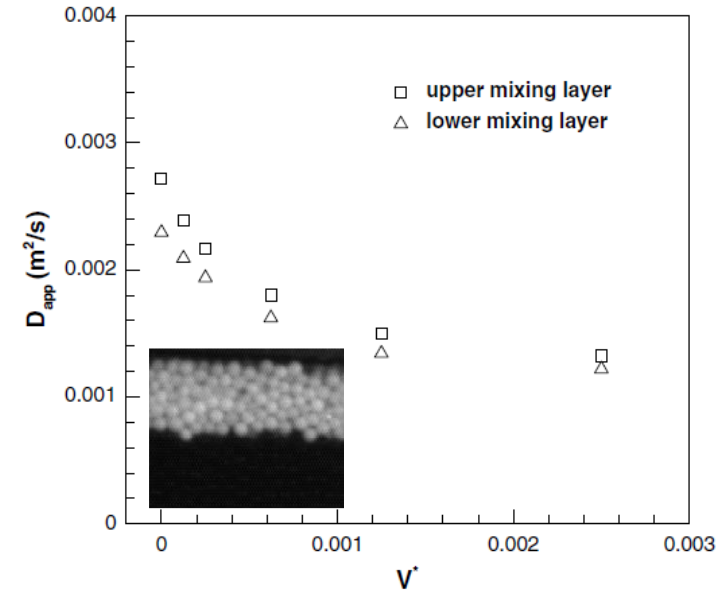 0.004
upper mixing layer
lower mixing layer
0.003
D_app (m²/s)
0.002
0.001
0
0 0.001 0.002 0.003
V*